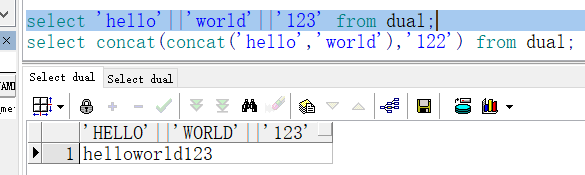 select 'hello'||'world'||'123' from dual;
select concat(concat('hello','world'),'122') from dual;
Select dual Select dual
'HELLO'||'WORLD'||'123'
1 helloworld123